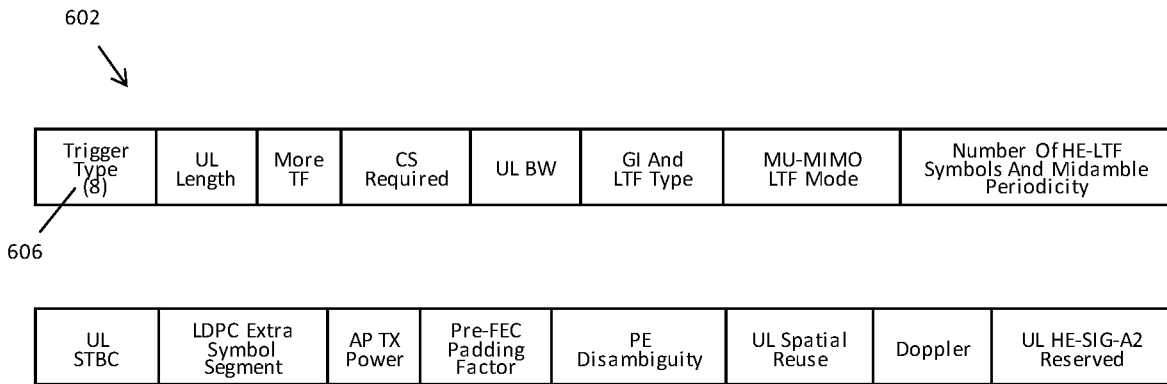 602
Trigger
Type
(8)
UL
Length
More
TF
CS
Required
UL BW
GI And
LTF Type
MU-MIMO
LTF Mode
Number Of HE-LTF
Symbols And Midamble
Periodicity
606
UL
STBC
LDPC Extra
Symbol
Segment
AP TX
Power
Pre-FEC
Padding
Factor
PE
Disambiguity
UL Spatial
Reuse
Doppler
UL HE-SIG-A2
Reserved